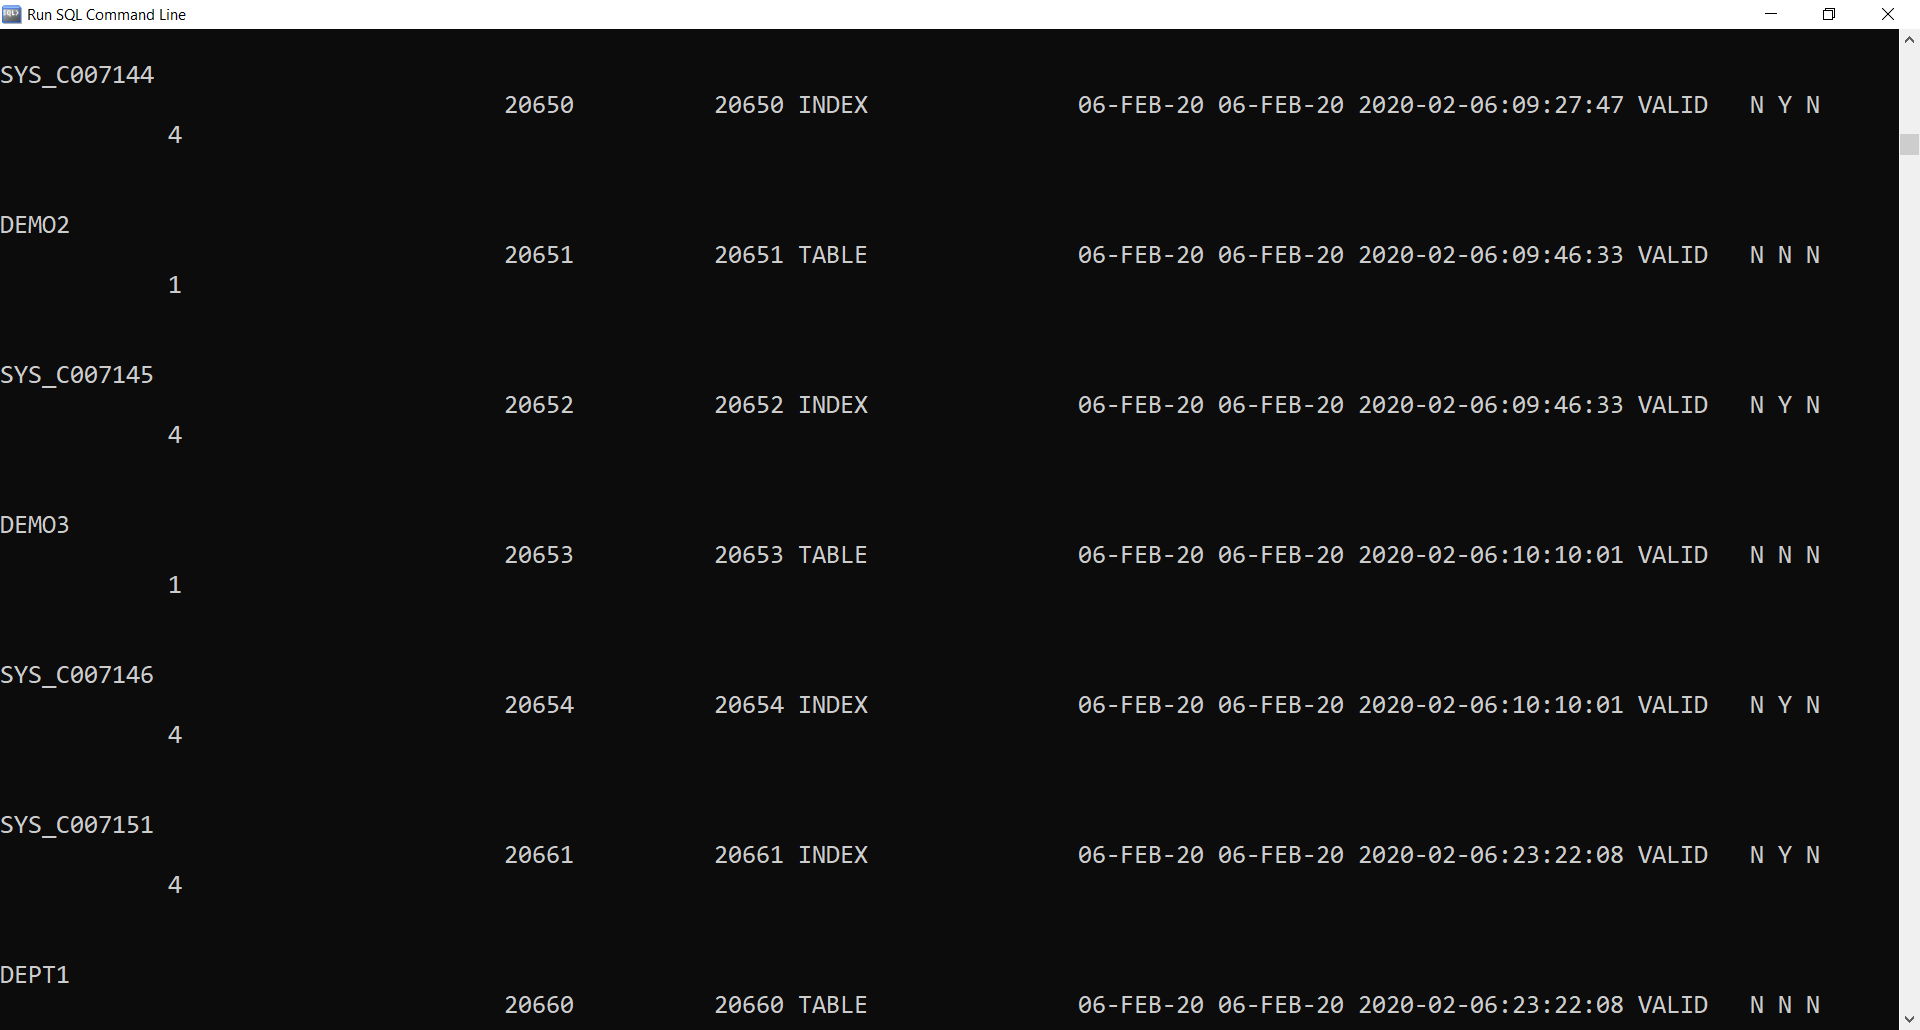 Run SQL Command Line
SYS_C007144
20650 20650 INDEX 06-FEB-20 06-FEB-20 2020-02-06:09:27:47 VALID N Y N
4
DEMO2
20651 20651 TABLE 06-FEB-20 06-FEB-20 2020-02-06:09:46:33 VALID N N N
1
SYS_C007145
20652 20652 INDEX 06-FEB-20 06-FEB-20 2020-02-06:09:46:33 VALID N Y N
4
DEMO3
20653 20653 TABLE 06-FEB-20 06-FEB-20 2020-02-06:10:10:01 VALID N N N
1
SYS_C007146
20654 20654 INDEX 06-FEB-20 06-FEB-20 2020-02-06:10:10:01 VALID N Y N
4
SYS_C007151
20661 20661 INDEX 06-FEB-20 06-FEB-20 2020-02-06:23:22:08 VALID N Y N
4
DEPT1
20660 20660 TABLE 06-FEB-20 06-FEB-20 2020-02-06:23:22:08 VALID N N N